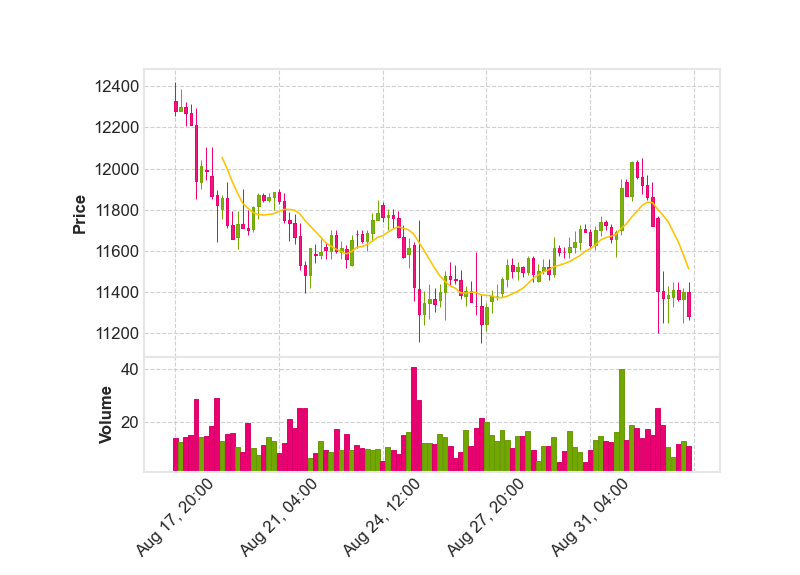 12400
12200
12000
11800
11600
11400
11200
Price
40
20
Volume
Aug 17, 20:00
Aug 21, 04:00
Aug 24, 12:00
Aug 27, 20:00
Aug 31, 04:00